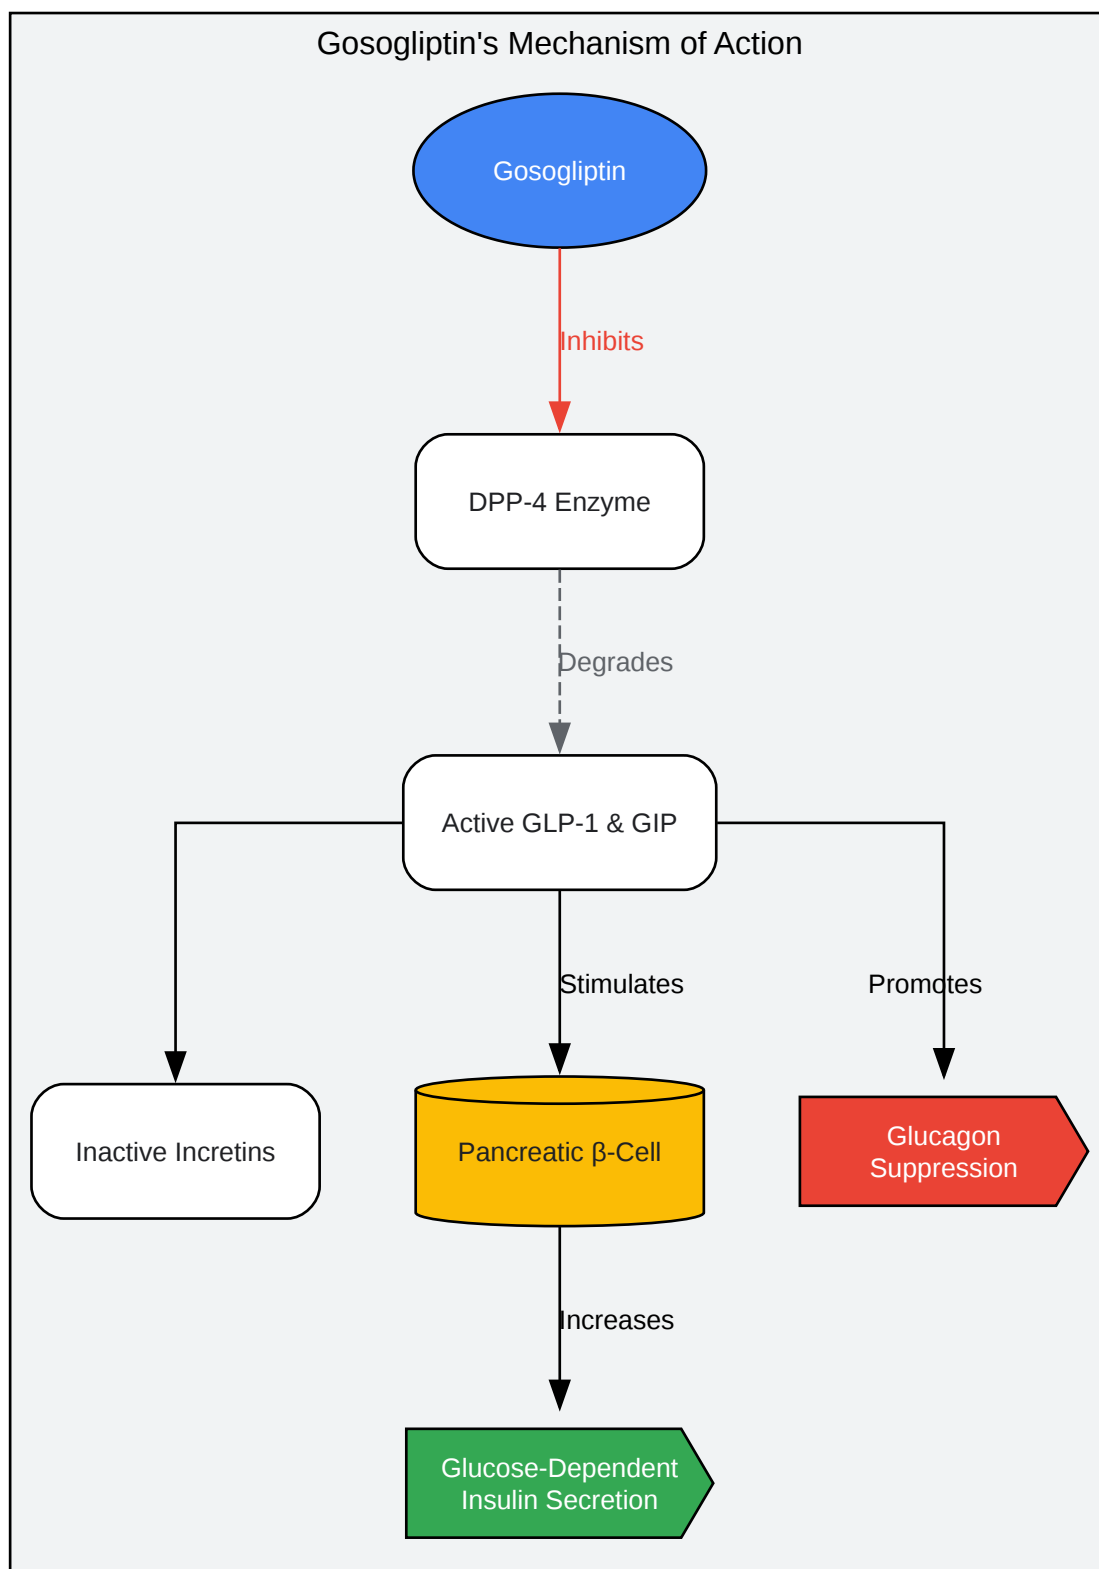 Gosogliptin's Mechanism of Action
Gosogliptin
Inhibits
DPP-4 Enzyme
Degrades
Active GLP-1 & GIP
Stimulates
Promotes
Inactive Incretins
Pancreatic β-Cell
Glucagon
Suppression
Increases
Glucose-Dependent
Insulin Secretion